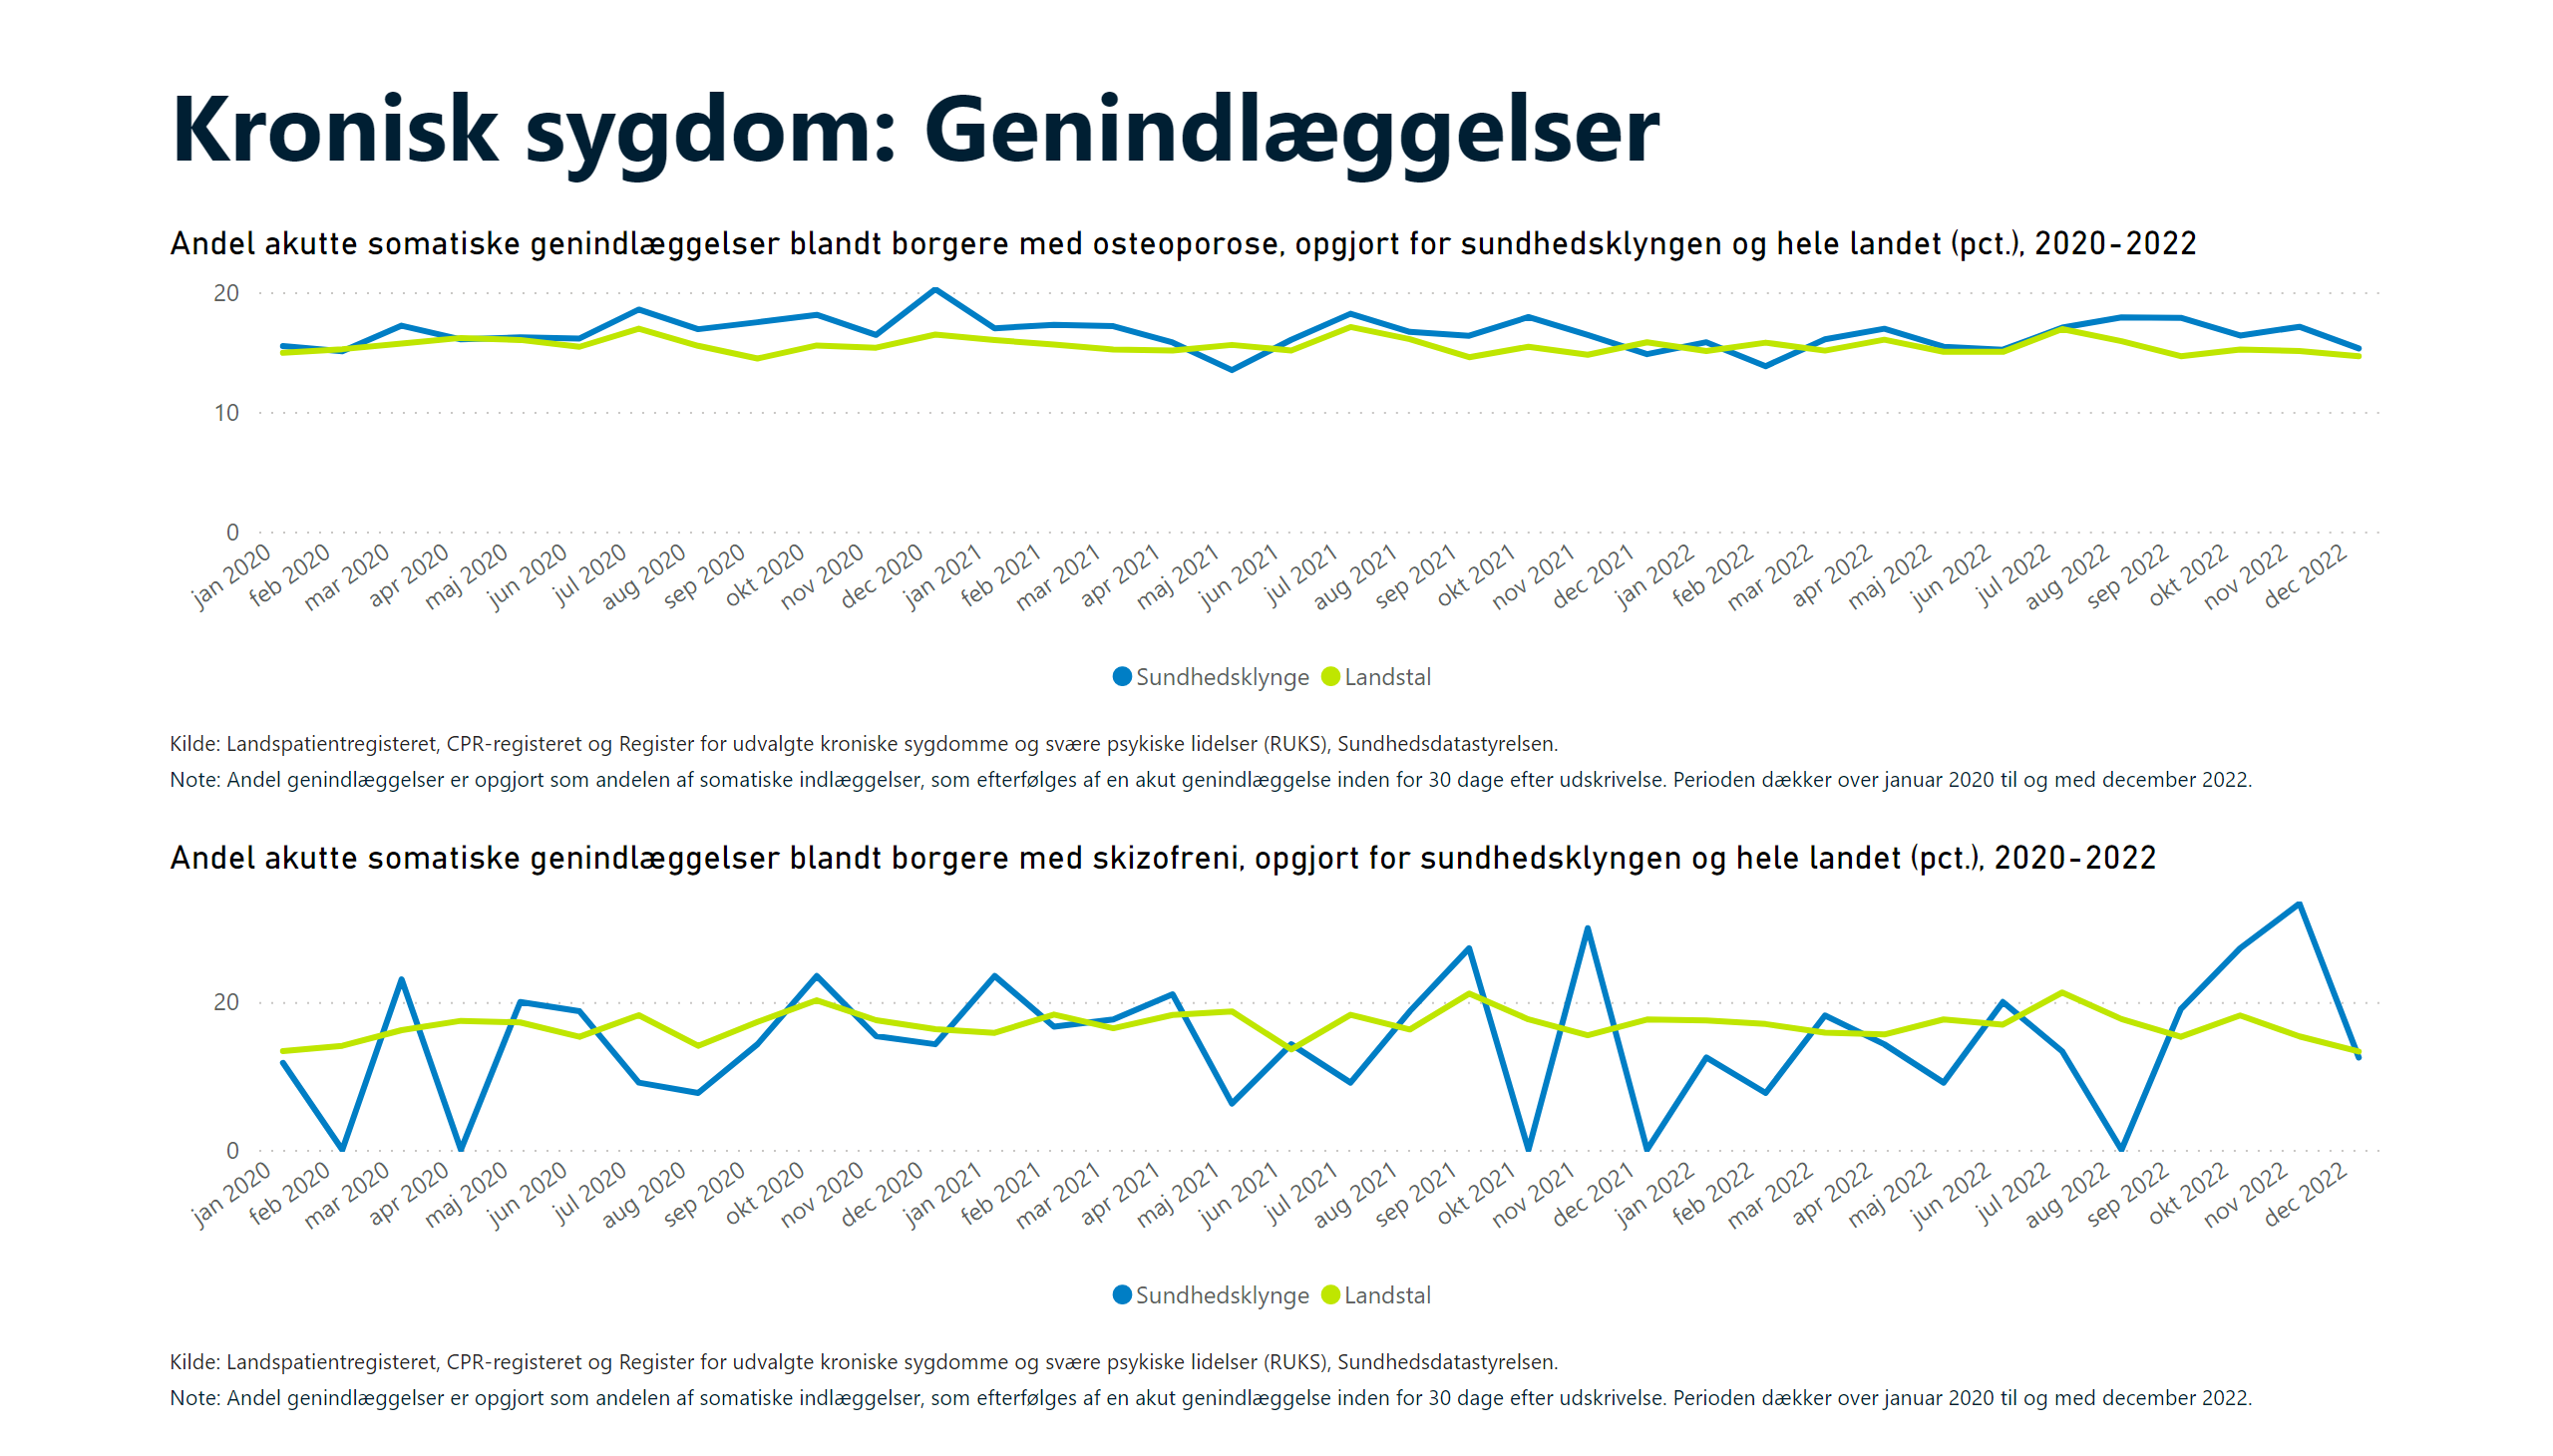 Kronisk sygdom: Genindlæggelser
Andel akutte somatiske genindlæggelser blandt borgere med osteoporose, opgjort for sundhedsklyngen og hele landet (pct.), 2020-2022
20
10
0
jan 2020 feb 2020 mar 2020 apr 2020 maj 2020 jun 2020 jul 2020 aug 2020 sep 2020 okt 2020 nov 2020 dec 2020 jan 2021 feb 2021 mar 2021 apr 2021 maj 2021 jun 2021 jul 2021 aug 2021 sep 2021 okt 2021 nov 2021 dec 2021 jan 2022 feb 2022 mar 2022 apr 2022 maj 2022 jun 2022 jul 2022 aug 2022 sep 2022 okt 2022 nov 2022 dec 2022
Sundhedsklynge Landstal
Kilde: Landspatientregisteret, CPR-registeret og Register for udvalgte kroniske sygdomme og svære psykiske lidelser (RUKS), Sundhedsdatastyrelsen.
Note: Andel genindlæggelser er opgjort som andelen af somatiske indlæggelser, som efterfølges af en akut genindlæggelse inden for 30 dage efter udskrivelse. Perioden dækker over januar 2020 til og med december 2022.
Andel akutte somatiske genindlæggelser blandt borgere med skizofreni, opgjort for sundhedsklyngen og hele landet (pct.), 2020-2022
20
0
jan 2020 feb 2020 mar 2020 apr 2020 maj 2020 jun 2020 jul 2020 aug 2020 sep 2020 okt 2020 nov 2020 dec 2020 jan 2021 feb 2021 mar 2021 apr 2021 maj 2021 jun 2021 jul 2021 aug 2021 sep 2021 okt 2021 nov 2021 dec 2021 jan 2022 feb 2022 mar 2022 apr 2022 maj 2022 jun 2022 jul 2022 aug 2022 sep 2022 okt 2022 nov 2022 dec 2022
Sundhedsklynge Landstal
Kilde: Landspatientregisteret, CPR-registeret og Register for udvalgte kroniske sygdomme og svære psykiske lidelser (RUKS), Sundhedsdatastyrelsen.
Note: Andel genindlæggelser er opgjort som andelen af somatiske indlæggelser, som efterfølges af en akut genindlæggelse inden for 30 dage efter udskrivelse. Perioden dækker over januar 2020 til og med december 2022.